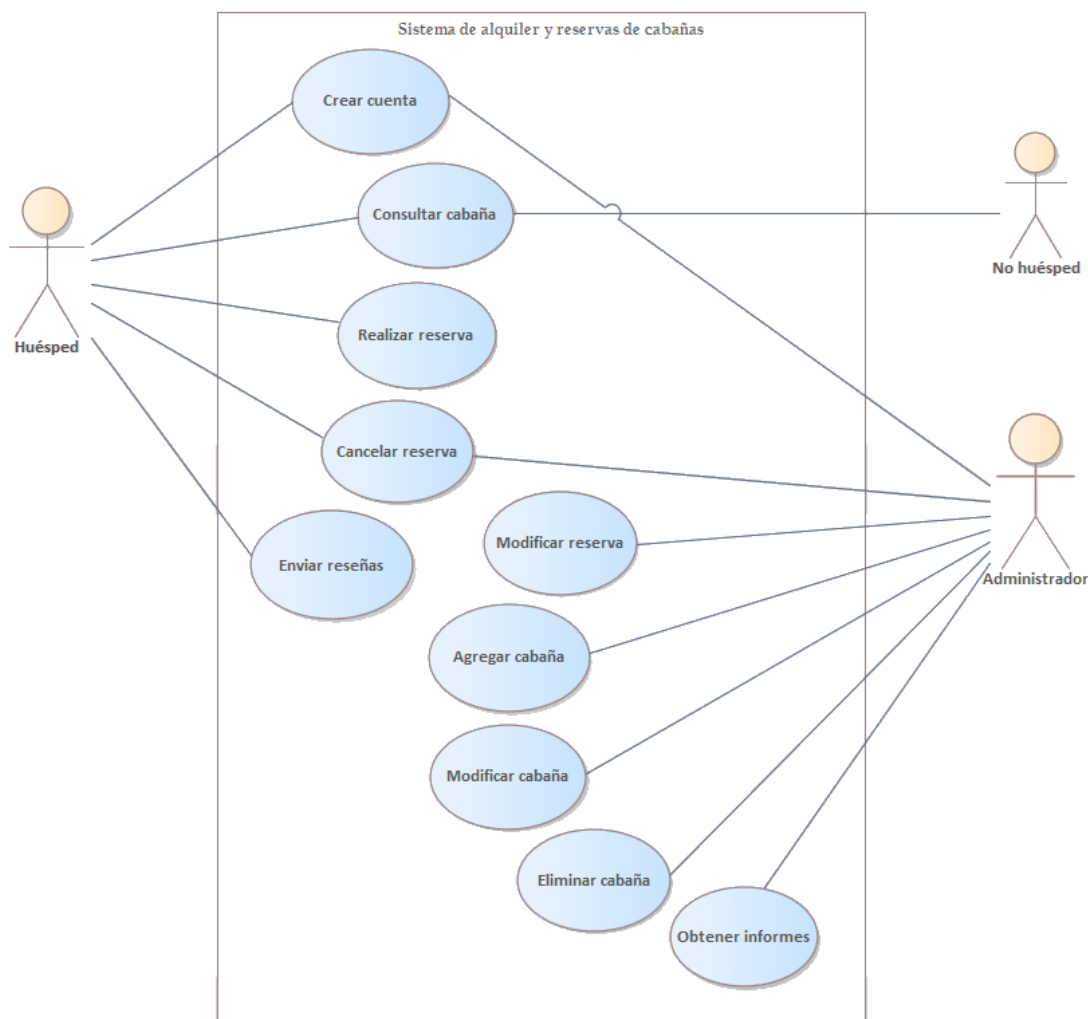 Sistema de alquiler y reservas de cabañas
Crear cuenta
Consultar cabaña
No huésped
Huésped
Realizar reserva
Cancelar reserva
Modificar reserva
Enviar reseñas
Administrador
Agregar cabaña
Modificar cabaña
Eliminar cabaña
Obtener informes